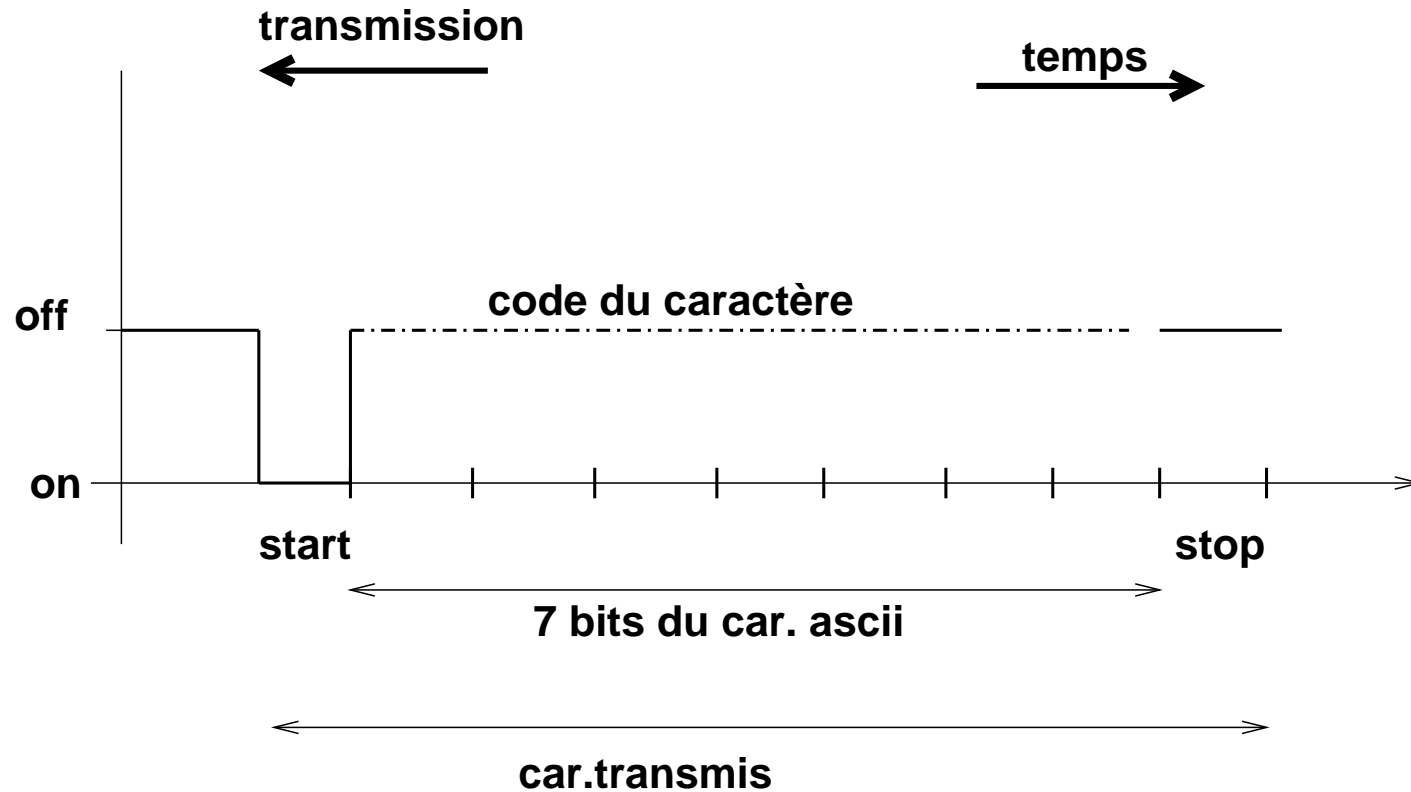 transmission
temps
code du caractère
off
on
start
stop
7 bits du car. ascii
car.transmis